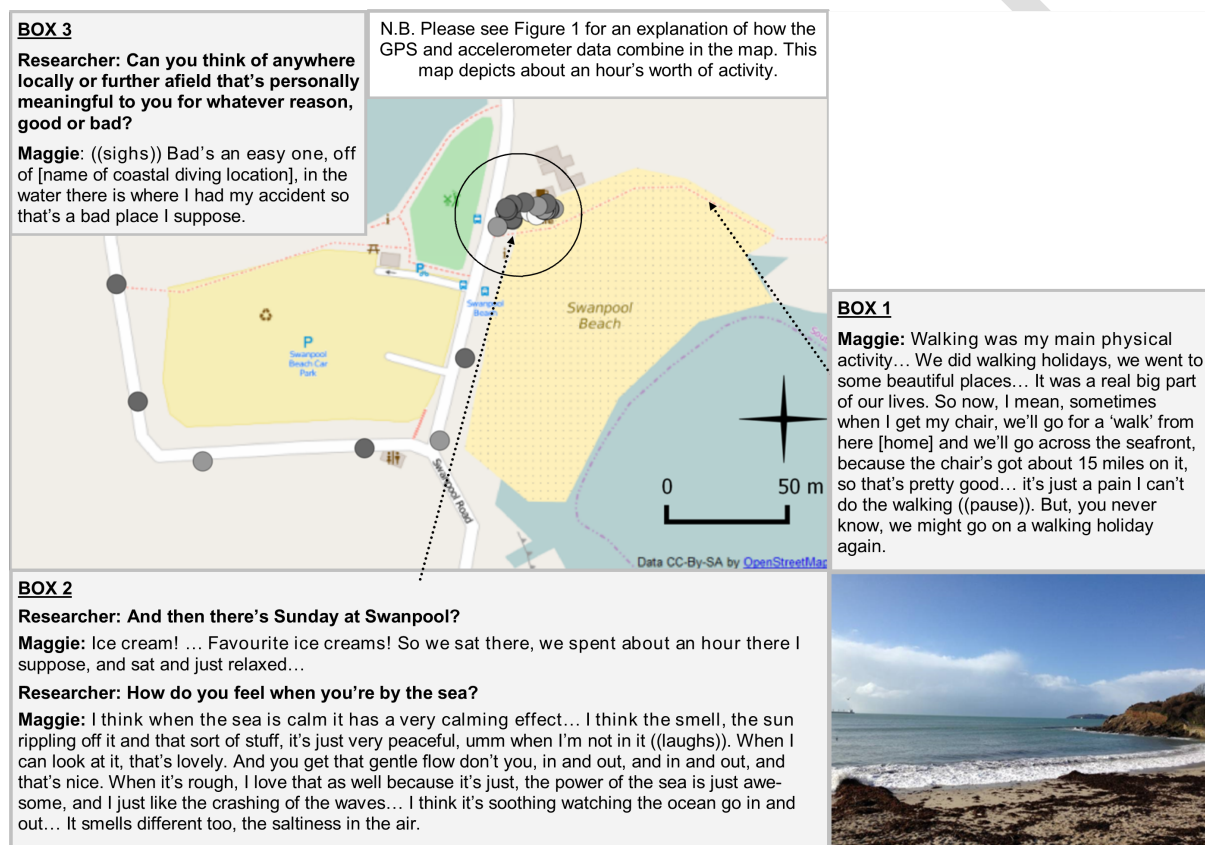 BOX 3
Researcher: Can you think of anywhere
locally or further afield that's personally
meaningful to you for whatever reason,
good or bad?
Maggie: ((sighs)) Bad's an easy one, off
of [name of coastal diving location], in the
water there is where I had my accident so
that's a bad place I suppose.
N.B. Please see Figure 1 for an explanation of how the
GPS and accelerometer data combine in the map. This
map depicts about an hour's worth of activity.
P
Swanpool
Beach Car
Park
Swanpool
Beach
Swanpool
Beach
Swanpool Road
0 50 m
Data CC-By-SA by OpenStreetMap
BOX 1
Maggie: Walking was my main physical
activity… We did walking holidays, we went to
some beautiful places… It was a real big part
of our lives. So now, I mean, sometimes
when I get my chair, we'll go for a 'walk' from
here [home] and we'll go across the seafront,
because the chair's got about 15 miles on it,
so that's pretty good… it's just a pain I can't
do the walking ((pause)). But, you never
know, we might go on a walking holiday
again.
BOX 2
Researcher: And then there's Sunday at Swanpool?
Maggie: Ice cream! … Favourite ice creams! So we sat there, we spent about an hour there I
suppose, and sat and just relaxed…
Researcher: How do you feel when you're by the sea?
Maggie: I think when the sea is calm it has a very calming effect… I think the smell, the sun
rippling off it and that sort of stuff, it's just very peaceful, umm when I'm not in it ((laughs)). When I
can look at it, that's lovely. And you get that gentle flow don't you, in and out, and in and out, and
that's nice. When it's rough, I love that as well because it's just, the power of the sea is just awe-
some, and I just like the crashing of the waves… I think it's soothing watching the ocean go in and
out… It smells different too, the saltiness in the air.